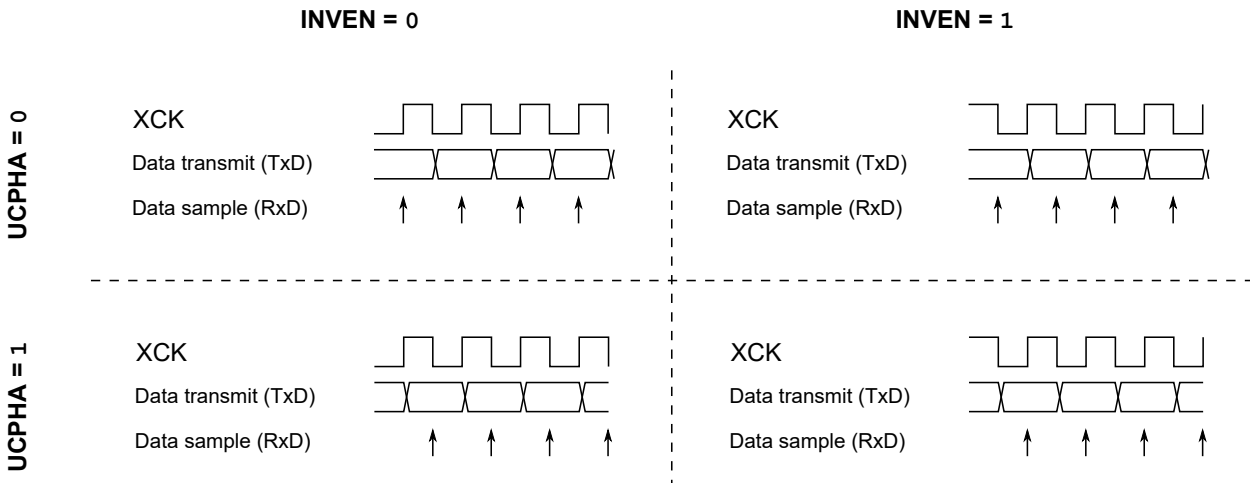 INVEN = 0
INVEN = 1
UCPHA = 0
XCK
Data transmit (TxD)
Data sample (RxD)
XCK
Data transmit (TxD)
Data sample (RxD)
UCPHA = 1
XCK
Data transmit (TxD)
Data sample (RxD)
XCK
Data transmit (TxD)
Data sample (RxD)